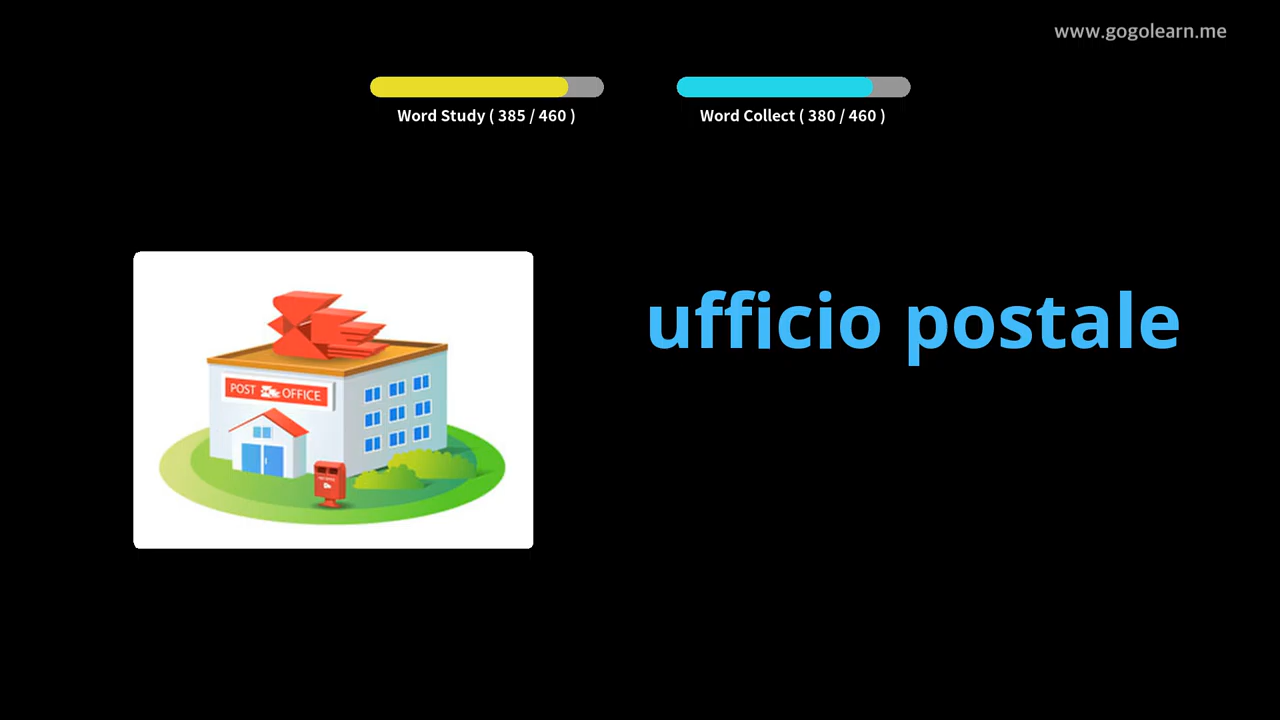 www.gogolearn.me
Word Study ( 385 / 460 )
Word Collect ( 380 / 460 )
ufficio postale
POST OFFICE